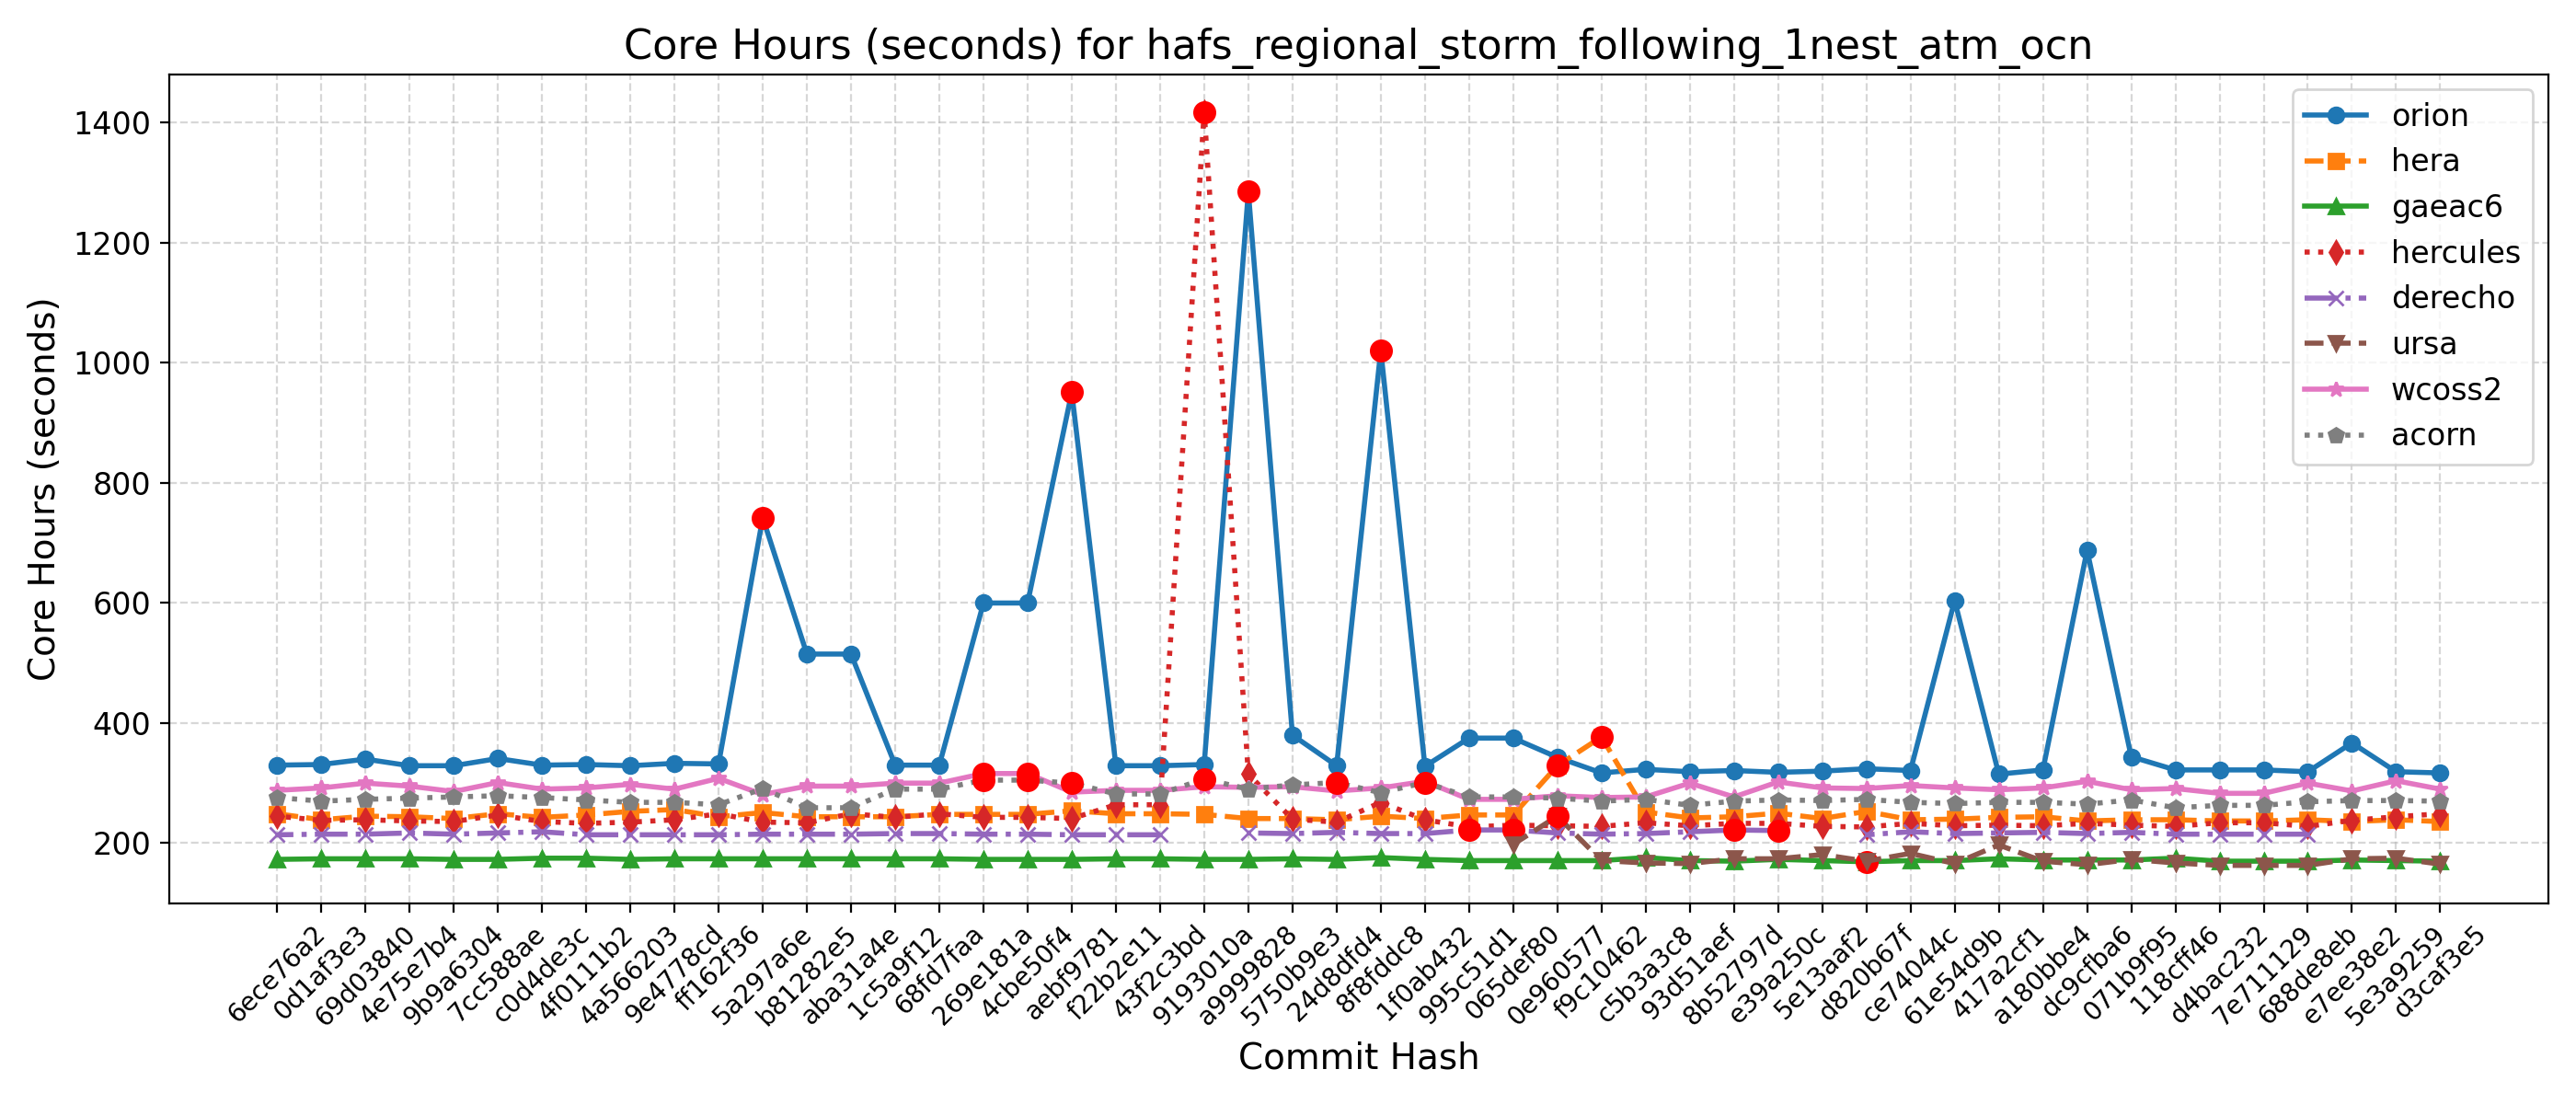 Core Hours (seconds) for hafs_regional_storm_following_1nest_atm_ocn
Core Hours (seconds)
1400
1200
1000
800
600
400
200
orion
hera
gaeac6
hercules
derecho
ursa
wcoss2
acorn
6ece76a2
0d1af3e3
69d03840
4e75e7b4
9b9a6304
7cc588ae
c0d4de3c
4f0111b2
4a566203
9e4778cd
ff162f36
5a297a6e
b81282e5
aba31a4e
1c5a9f12
68fd7faa
269e181a
4cbe50f4
aebf9781
f22b2e11
43f2c3bd
9193010a
a9999828
5750b9e3
24d8dfd4
8f8fddc8
1f0ab432
995c51d1
065def80
0e960577
f9c10462
c5b3a3c8
93d51aef
8b52797d
e39a250c
5e13aaf2
d820b67f
ce74044c
61e54d9b
417a2cf1
a180bbe4
dc9cfba6
071b9f95
118cff46
d4bac232
7e711129
688de8eb
e7ee38e2
5e3a9259
d3caf3e5
Commit Hash